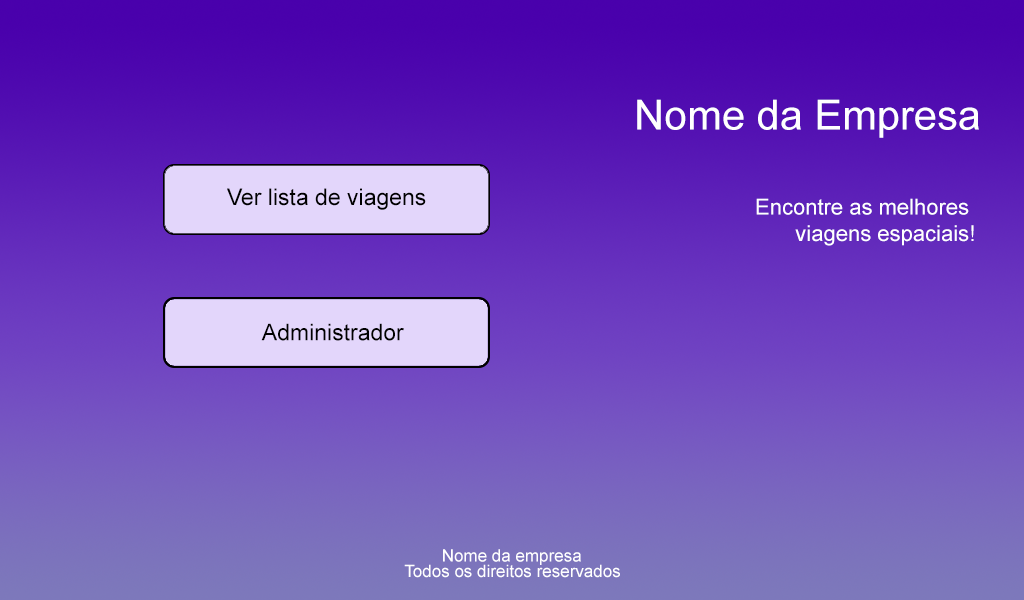 Nome da Empresa
Ver lista de viagens
Encontre as melhores
viagens espaciais!
Administrador
Nome da empresa
Todos os direitos reservados